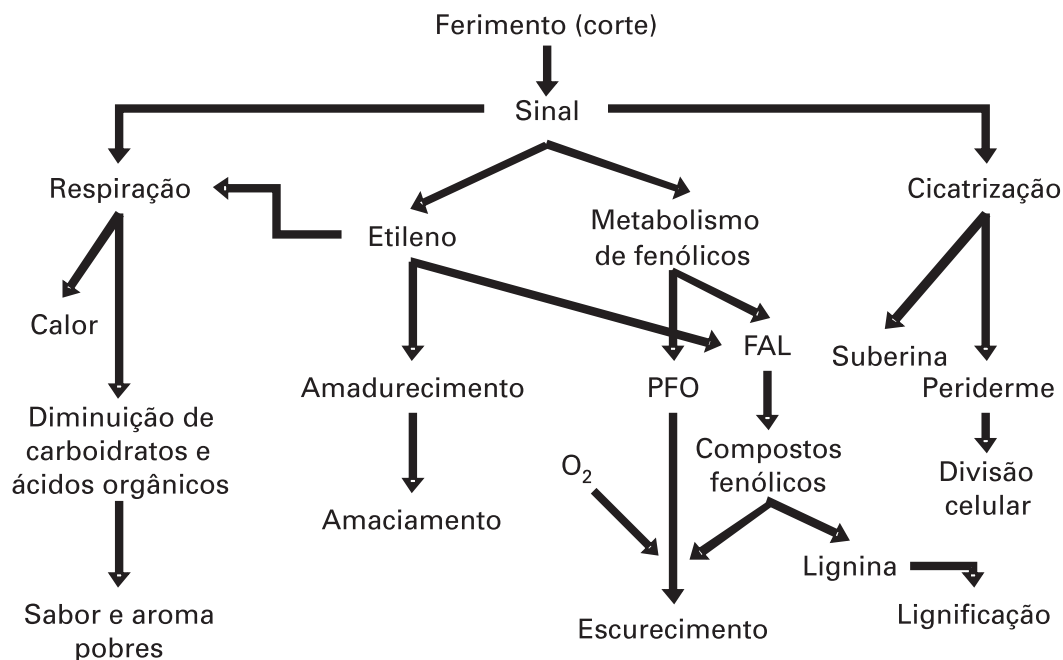 Ferimento (corte)
Sinal
Respiração
Cicatrização
Etileno
Metabolismo
de fenólicos
Calor
FAL
Suberina
Amadurecimento
PFO
Periderme
Diminuição de
carboidratos e
ácidos orgânicos
Compostos
fenólicos
O₂
Divisão
celular
Amaciamento
Lignina
Sabor e aroma
pobres
Escurecimento
Lignificação